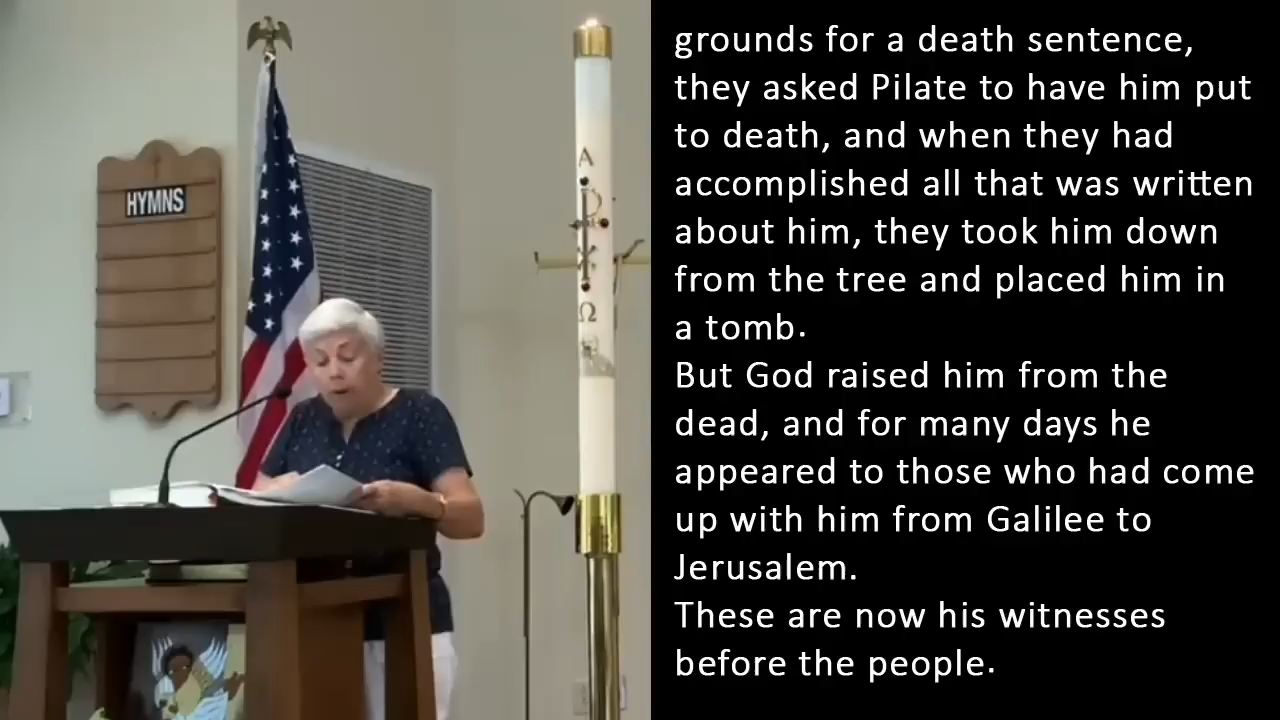 HYMNS
Α
Ω
grounds for a death sentence,
they asked Pilate to have him put
to death, and when they had
accomplished all that was written
about him, they took him down
from the tree and placed him in
a tomb.
But God raised him from the
dead, and for many days he
appeared to those who had come
up with him from Galilee to
Jerusalem.
These are now his witnesses
before the people.